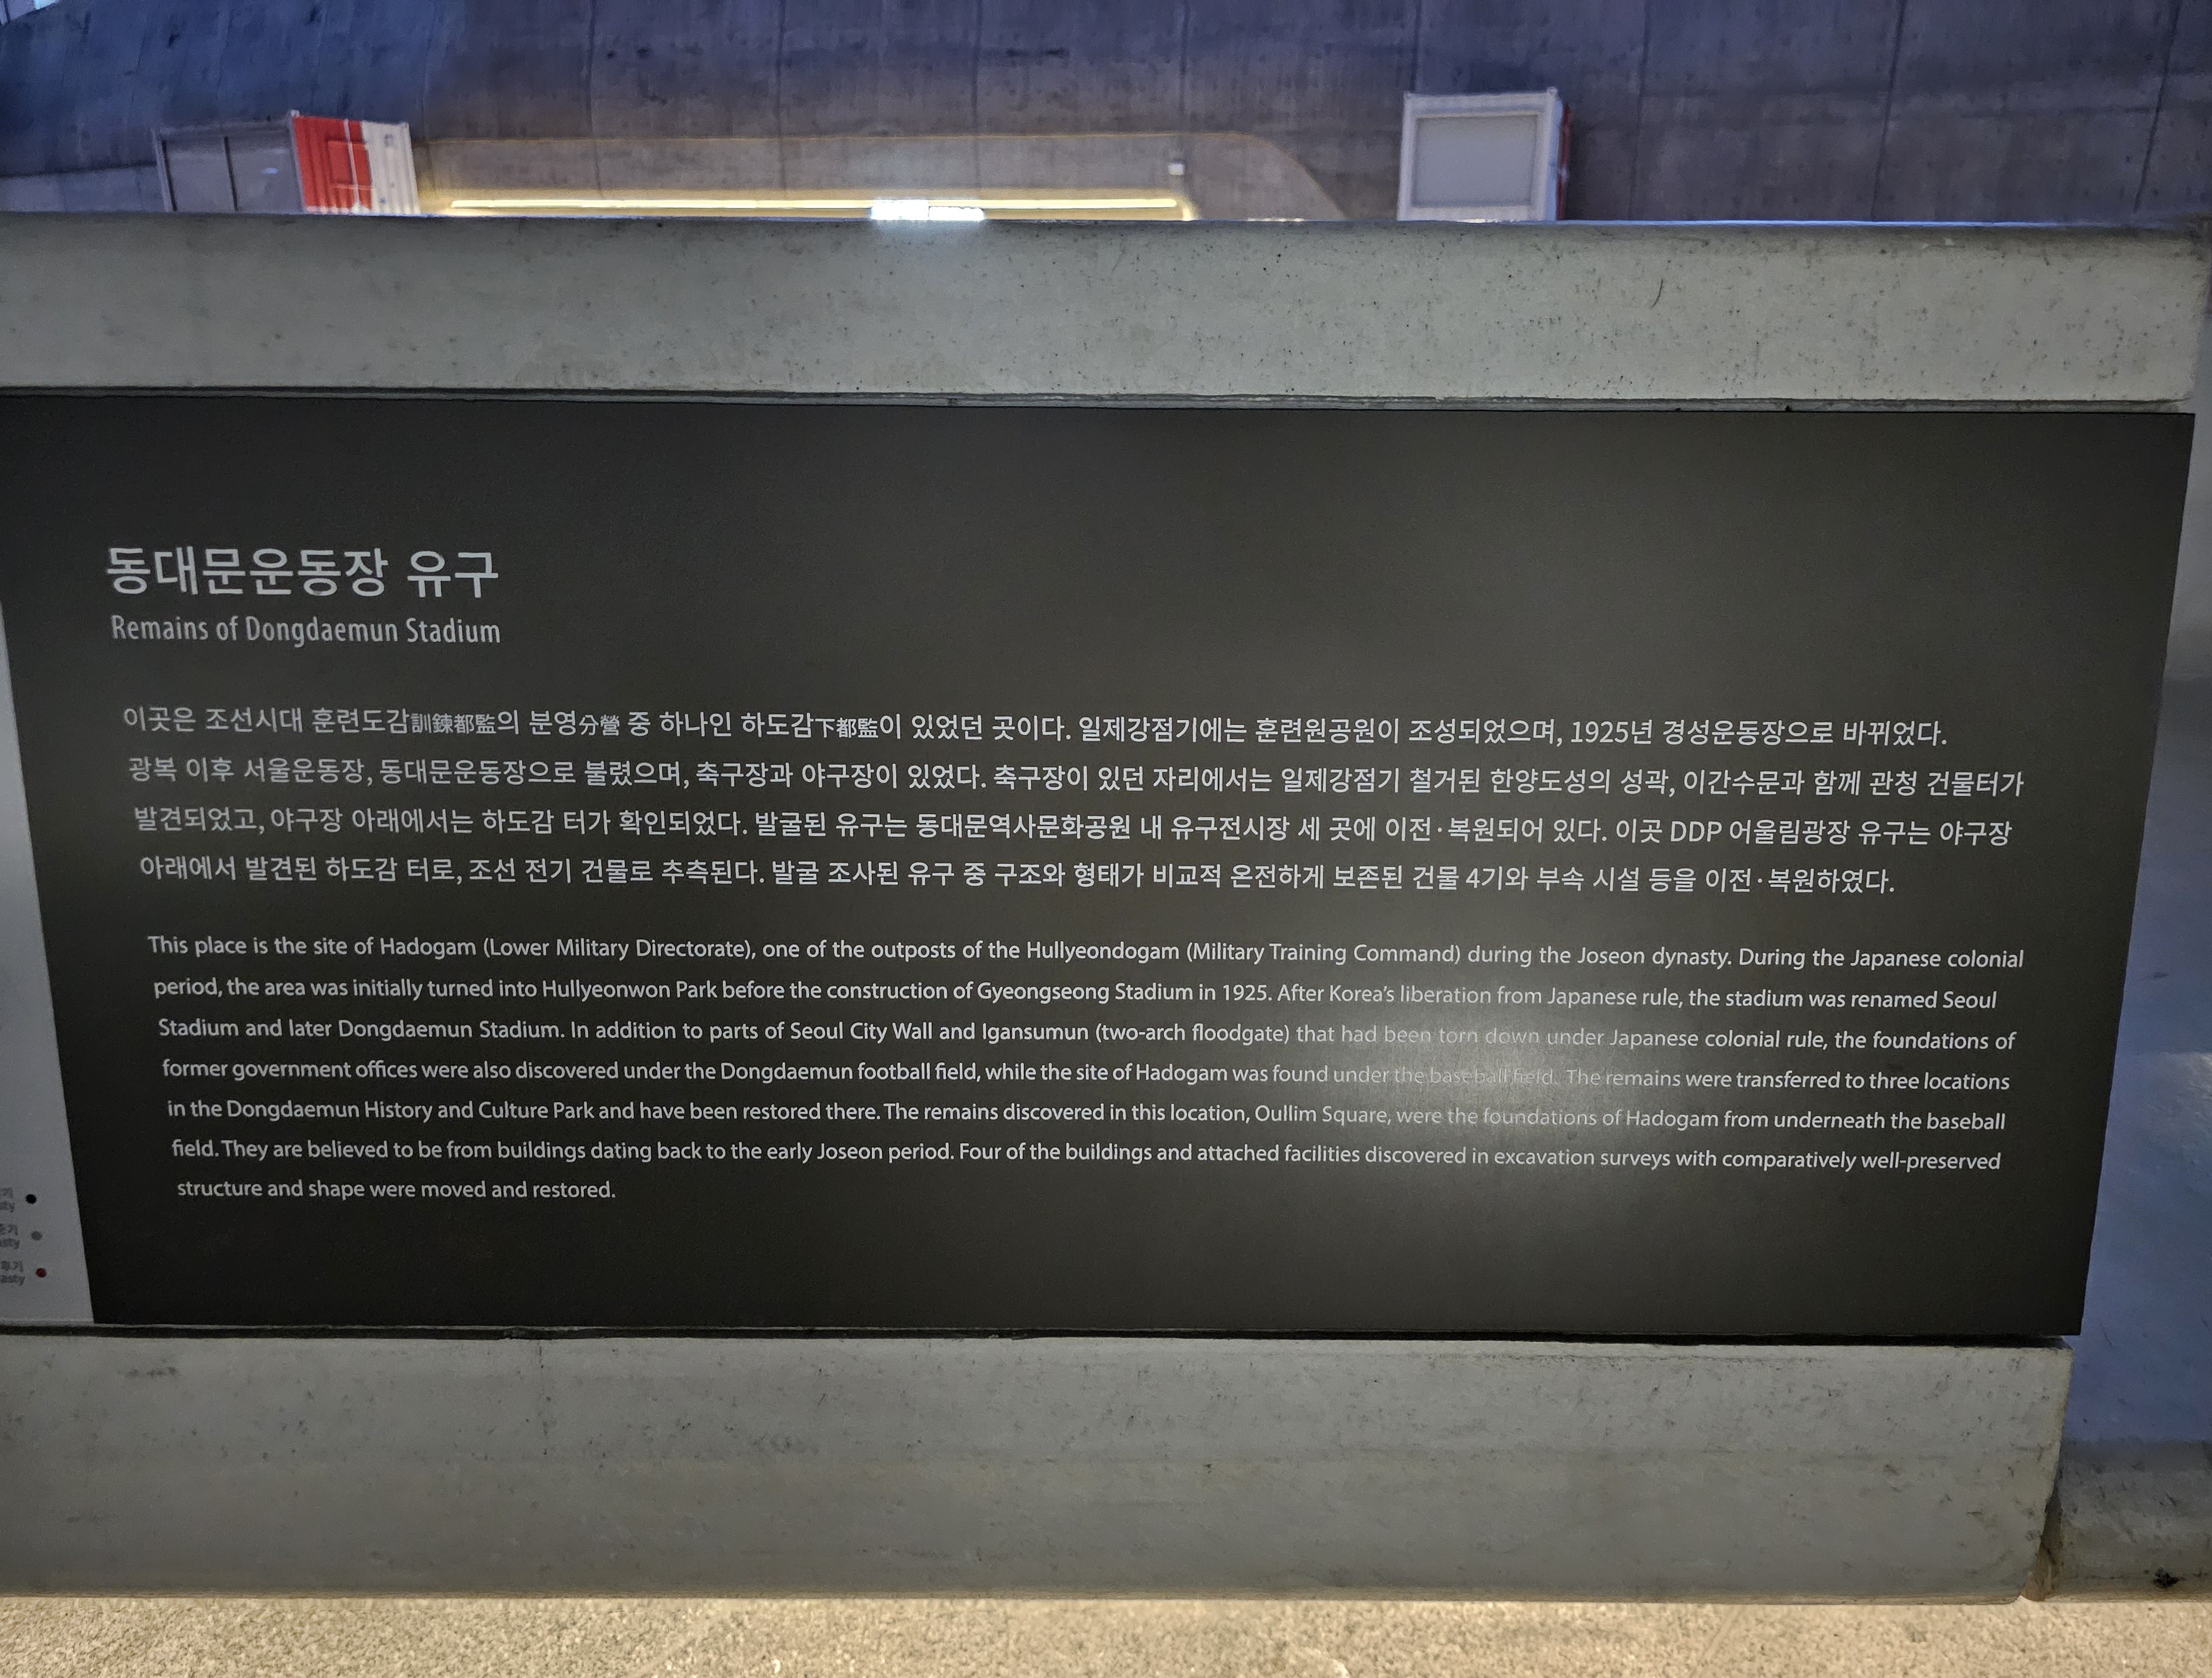 동대문운동장 유구
Remains of Dongdaemun Stadium
이곳은 조선시대 훈련도감訓鍊都監의 분영分營 중 하나인 하도감下都監이 있었던 곳이다. 일제강점기에는 훈련원공원이 조성되었으며, 1925년 경성운동장으로 바뀌었다.
광복 이후 서울운동장, 동대문운동장으로 불렸으며, 축구장과 야구장이 있었다. 축구장이 있던 자리에서는 일제강점기 철거된 한양도성의 성곽, 이간수문과 함께 관청 건물터가
발견되었고, 야구장 아래에서는 하도감 터가 확인되었다. 발굴된 유구는 동대문역사문화공원 내 유구전시장 세 곳에 이전·복원되어 있다. 이곳 DDP 어울림광장 유구는 야구장
아래에서 발견된 하도감 터로, 조선 전기 건물로 추측된다. 발굴 조사된 유구 중 구조와 형태가 비교적 온전하게 보존된 건물 4기와 부속 시설 등을 이전·복원하였다.
This place is the site of Hadogam (Lower Military Directorate), one of the outposts of the Hullyeondogam (Military Training Command) during the Joseon dynasty. During the Japanese colonial
period, the area was initially turned into Hullyeonwon Park before the construction of Gyeongseong Stadium in 1925. After Korea's liberation from Japanese rule, the stadium was renamed Seoul
Stadium and later Dongdaemun Stadium. In addition to parts of Seoul City Wall and Igansumun (two-arch floodgate) that had been torn down under Japanese colonial rule, the foundations of
former government offices were also discovered under the Dongdaemun football field, while the site of Hadogam was found under the baseball field. The remains were transferred to three locations
in the Dongdaemun History and Culture Park and have been restored there. The remains discovered in this location, Oullim Square, were the foundations of Hadogam from underneath the baseball
field. They are believed to be from buildings dating back to the early Joseon period. Four of the buildings and attached facilities discovered in excavation surveys with comparatively well-preserved
structure and shape were moved and restored.